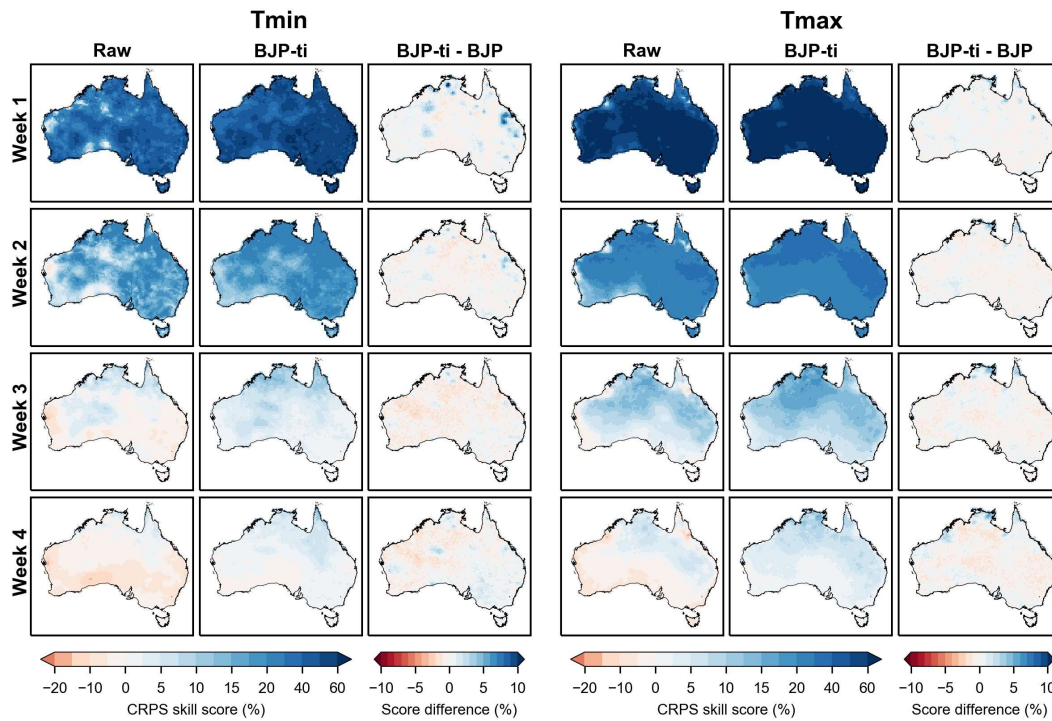 Tmin Tmax
Raw BJP-ti BJP-ti - BJP Raw BJP-ti BJP-ti - BJP
Week 1
Week 2
Week 3
Week 4
−20 −10 0 5 10 15 20 40 60 −10 −5 0 5 10 −20 −10 0 5 10 15 20 40 60 −10 −5 0 5 10
CRPS skill score (%) Score difference (%) CRPS skill score (%) Score difference (%)